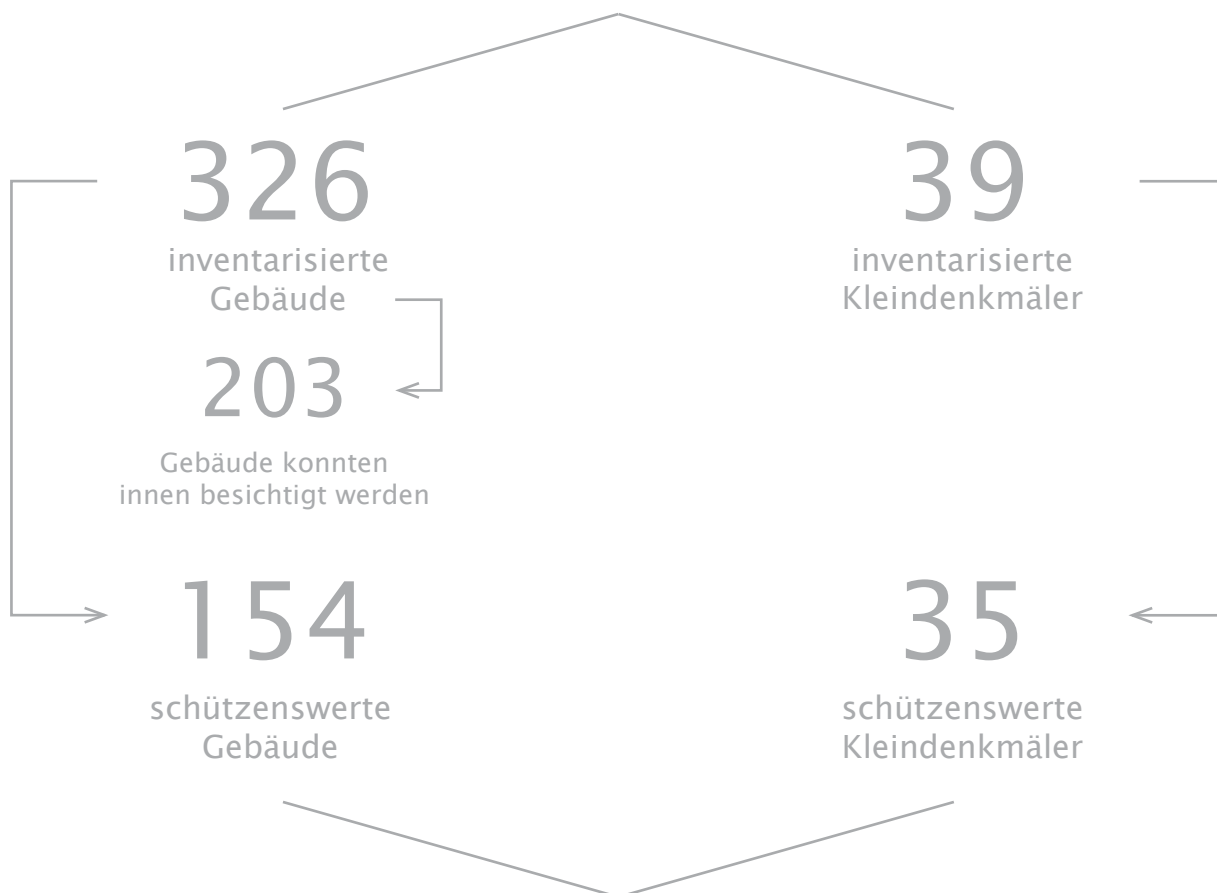 326
inventarisierte
Gebäude
203
Gebäude konnten
innen besichtigt werden
154
schützenswerte
Gebäude
39
inventarisierte
Kleindenkmäler
35
schützenswerte
Kleindenkmäler